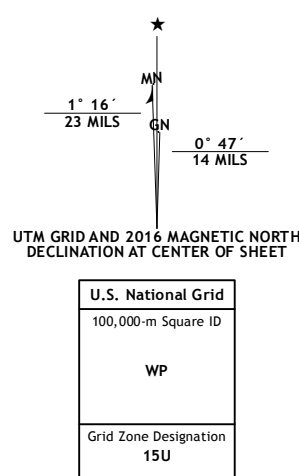 ★
MN
1° 16´
23 MILS
GN
0° 47´
14 MILS
UTM GRID AND 2016 MAGNETIC NORTH
DECLINATION AT CENTER OF SHEET
U.S. National Grid
100,000-m Square ID
WP
Grid Zone Designation
15U